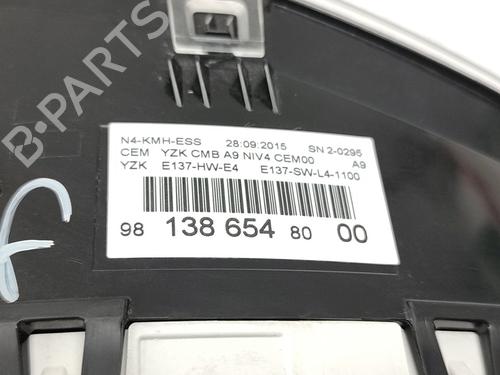 N4-KMH-ESS 28:09:2015 SN 2-0295
CEM YZK CMB A9 NIV4 CEM00 A9
YZK E137-HW-E4 E137-SW-L4-1100
98 138 654 80 00